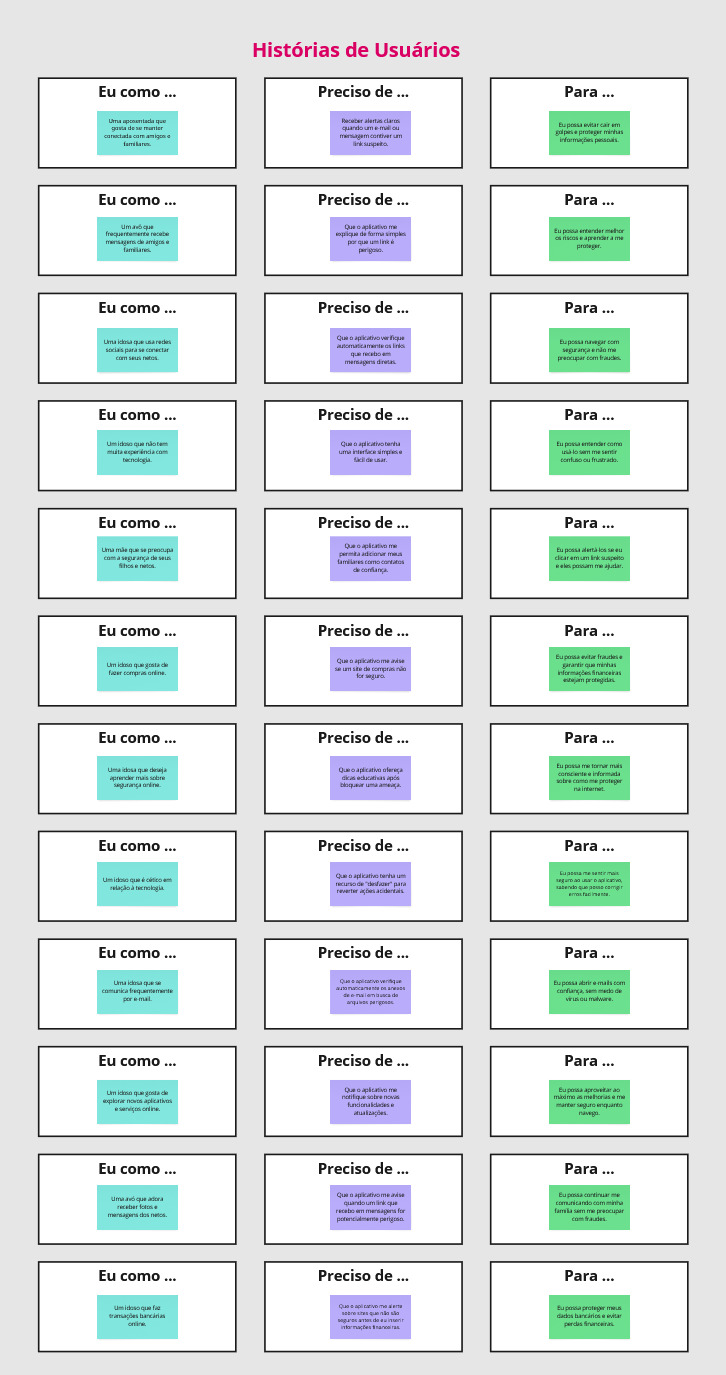 Histórias de Usuários
Eu como ...
Uma aposentada que
gosta de se manter
conectada com amigos e
familiares.
Preciso de ...
Receber alertas claros
quando um e-mail ou
mensagem contiver um
link suspeito.
Para ...
Eu possa evitar cair em
golpes e proteger minhas
informações pessoais.
Eu como ...
Um avô que
frequentemente recebe
mensagens de amigos e
familiares.
Preciso de ...
Que o aplicativo me
explique de forma simples
por que um link é
perigoso.
Para ...
Eu possa entender melhor
os riscos e aprender a me
proteger.
Eu como ...
Uma idosa que usa redes
sociais para se conectar
com seus netos.
Preciso de ...
Que o aplicativo verifique
automaticamente os links
que recebo em
mensagens diretas.
Para ...
Eu possa navegar com
segurança e não me
preocupar com fraudes.
Eu como ...
Um idoso que não tem
muita experiência com
tecnologia.
Preciso de ...
Que o aplicativo tenha
uma interface simples e
fácil de usar.
Para ...
Eu possa entender como
usá-lo sem me sentir
confuso ou frustrado.
Eu como ...
Uma mãe que se preocupa
com a segurança de seus
filhos e netos.
Preciso de ...
Que o aplicativo me
permita adicionar meus
familiares como contatos
de confiança.
Para ...
Eu possa alertá-los se eu
clicar em um link suspeito
e eles possam me ajudar.
Eu como ...
Um idoso que gosta de
fazer compras online.
Preciso de ...
Que o aplicativo me avise
se um site de compras não
for seguro.
Para ...
Eu possa evitar fraudes e
garantir que minhas
informações financeiras
estejam protegidas.
Eu como ...
Uma idosa que deseja
aprender mais sobre
segurança online.
Preciso de ...
Que o aplicativo ofereça
dicas educativas após
bloquear uma ameaça.
Para ...
Eu possa me tornar mais
consciente e informada
sobre como me proteger
na internet.
Eu como ...
Um idoso que é cético em
relação à tecnologia.
Preciso de ...
Que o aplicativo tenha um
recurso de "desfazer" para
reverter ações acidentais.
Para ...
Eu possa me sentir mais
seguro ao usar o aplicativo,
sabendo que posso corrigir
erros facilmente.
Eu como ...
Uma idosa que se
comunica frequentemente
por e-mail.
Preciso de ...
Que o aplicativo verifique
automaticamente os anexos
de e-mail em busca de
arquivos perigosos.
Para ...
Eu possa abrir e-mails com
confiança, sem medo de
vírus ou malware.
Eu como ...
Um idoso que gosta de
explorar novos aplicativos
e serviços online.
Preciso de ...
Que o aplicativo me
notifique sobre novas
funcionalidades e
atualizações.
Para ...
Eu possa aproveitar ao
máximo as melhorias e me
manter seguro enquanto
navego.
Eu como ...
Uma avó que adora
receber fotos e
mensagens dos netos.
Preciso de ...
Que o aplicativo me avise
quando um link que
recebo em mensagens for
potencialmente perigoso.
Para ...
Eu possa continuar me
comunicando com minha
família sem me preocupar
com fraudes.
Eu como ...
Um idoso que faz
transações bancárias
online.
Preciso de ...
Que o aplicativo me alerte
sobre sites que não são
seguros antes de eu inserir
informações financeiras.
Para ...
Eu possa proteger meus
dados bancários e evitar
perdas financeiras.